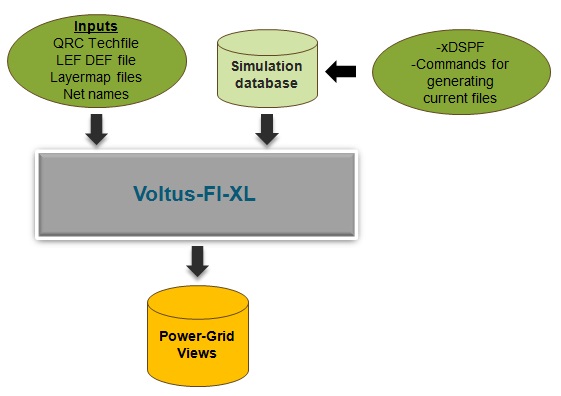 Inputs
QRC Techfile
LEF DEF file
Layermap files
Net names
Simulation
database
-xDSPF
-Commands for
generating
current files
Voltus-FI-XL
Power-Grid
Views